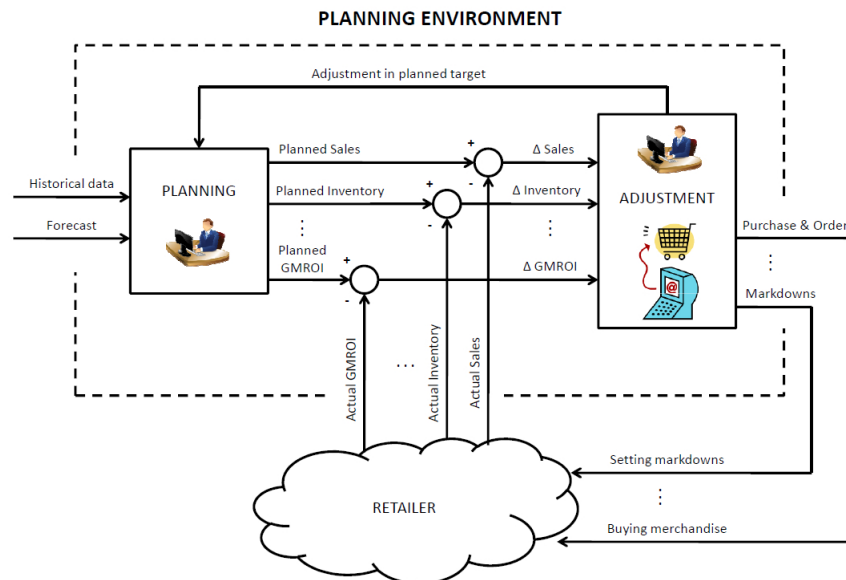 PLANNING ENVIRONMENT
Adjustment in planned target
Historical data
Forecast
PLANNING
Planned Sales
Planned Inventory
⋮
Planned
GMROI
+
-
+
-
+
-
Δ Sales
Δ Inventory
⋮
Δ GMROI
ADJUSTMENT
@
Purchase & Order
⋮
Markdowns
Actual GMROI
...
Actual Inventory
Actual Sales
RETAILER
Setting markdowns
⋮
Buying merchandise